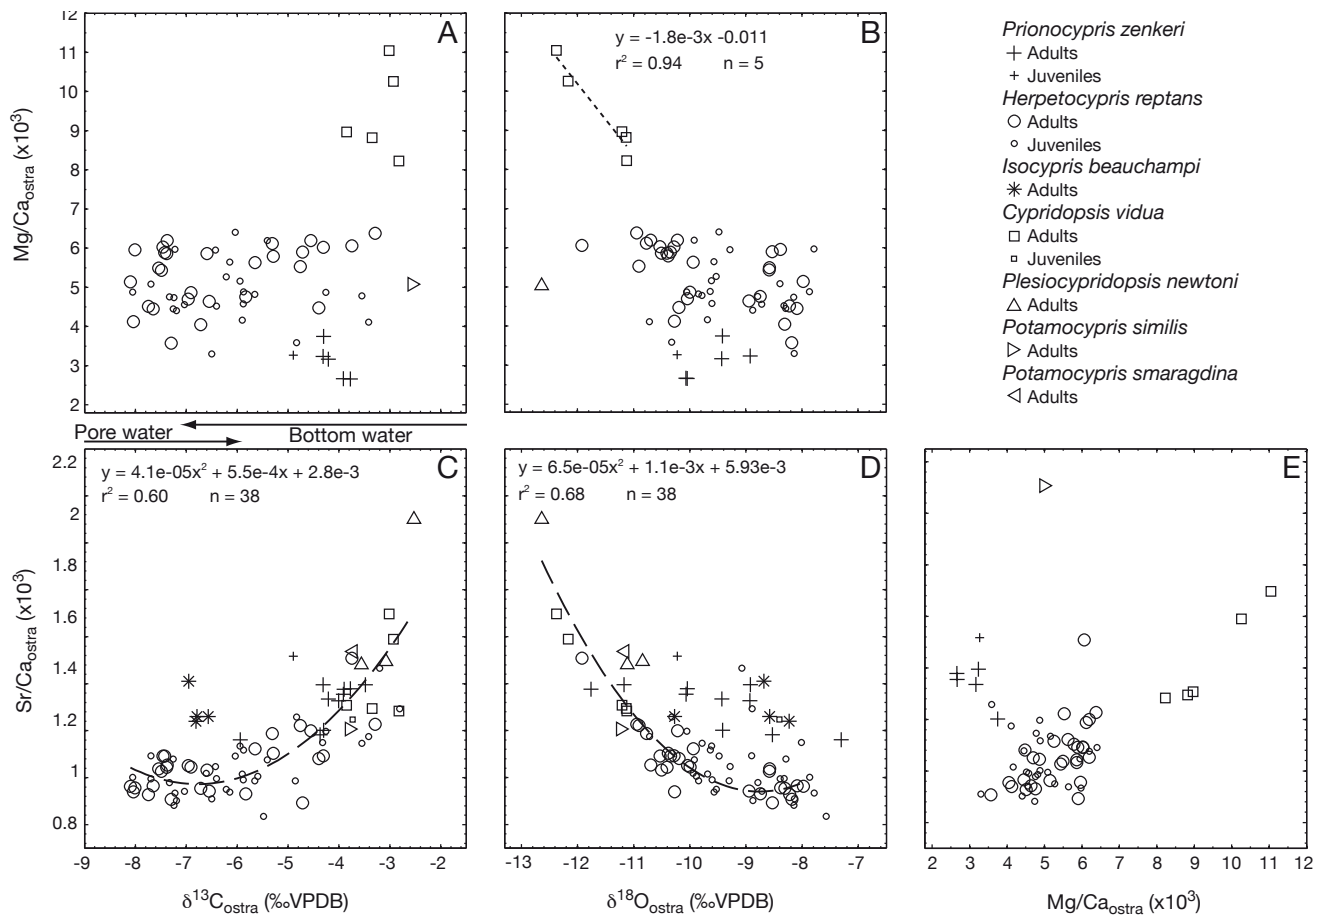 A
12
11
10
9
8
7
6
5
4
3
2
Mg/Ca_ostra (x10³)
B
y = -1.8e-3x -0.011
r² = 0.94 n = 5
Prionocypris zenkeri
Adults
Juveniles
Herpetocypris reptans
Adults
Juveniles
Isocypris beauchampi
Adults
Cypridopsis vidua
Adults
Juveniles
Plesiocypridopsis newtoni
Adults
Potamocypris similis
Adults
Potamocypris smaragdina
Adults
Pore water
Bottom water
C
y = 4.1e-05x² + 5.5e-4x + 2.8e-3
r² = 0.60 n = 38
2.2
2
1.8
1.6
1.4
1.2
1
0.8
Sr/Ca_ostra (x10³)
-9 -8 -7 -6 -5 -4 -3 -2
δ¹³C_ostra (‰VPDB)
D
y = 6.5e-05x² + 1.1e-3x + 5.93e-3
r² = 0.68 n = 38
-13 -12 -11 -10 -9 -8 -7
δ¹⁸O_ostra (‰VPDB)
E
2 3 4 5 6 7 8 9 10 11 12
Mg/Ca_ostra (x10³)